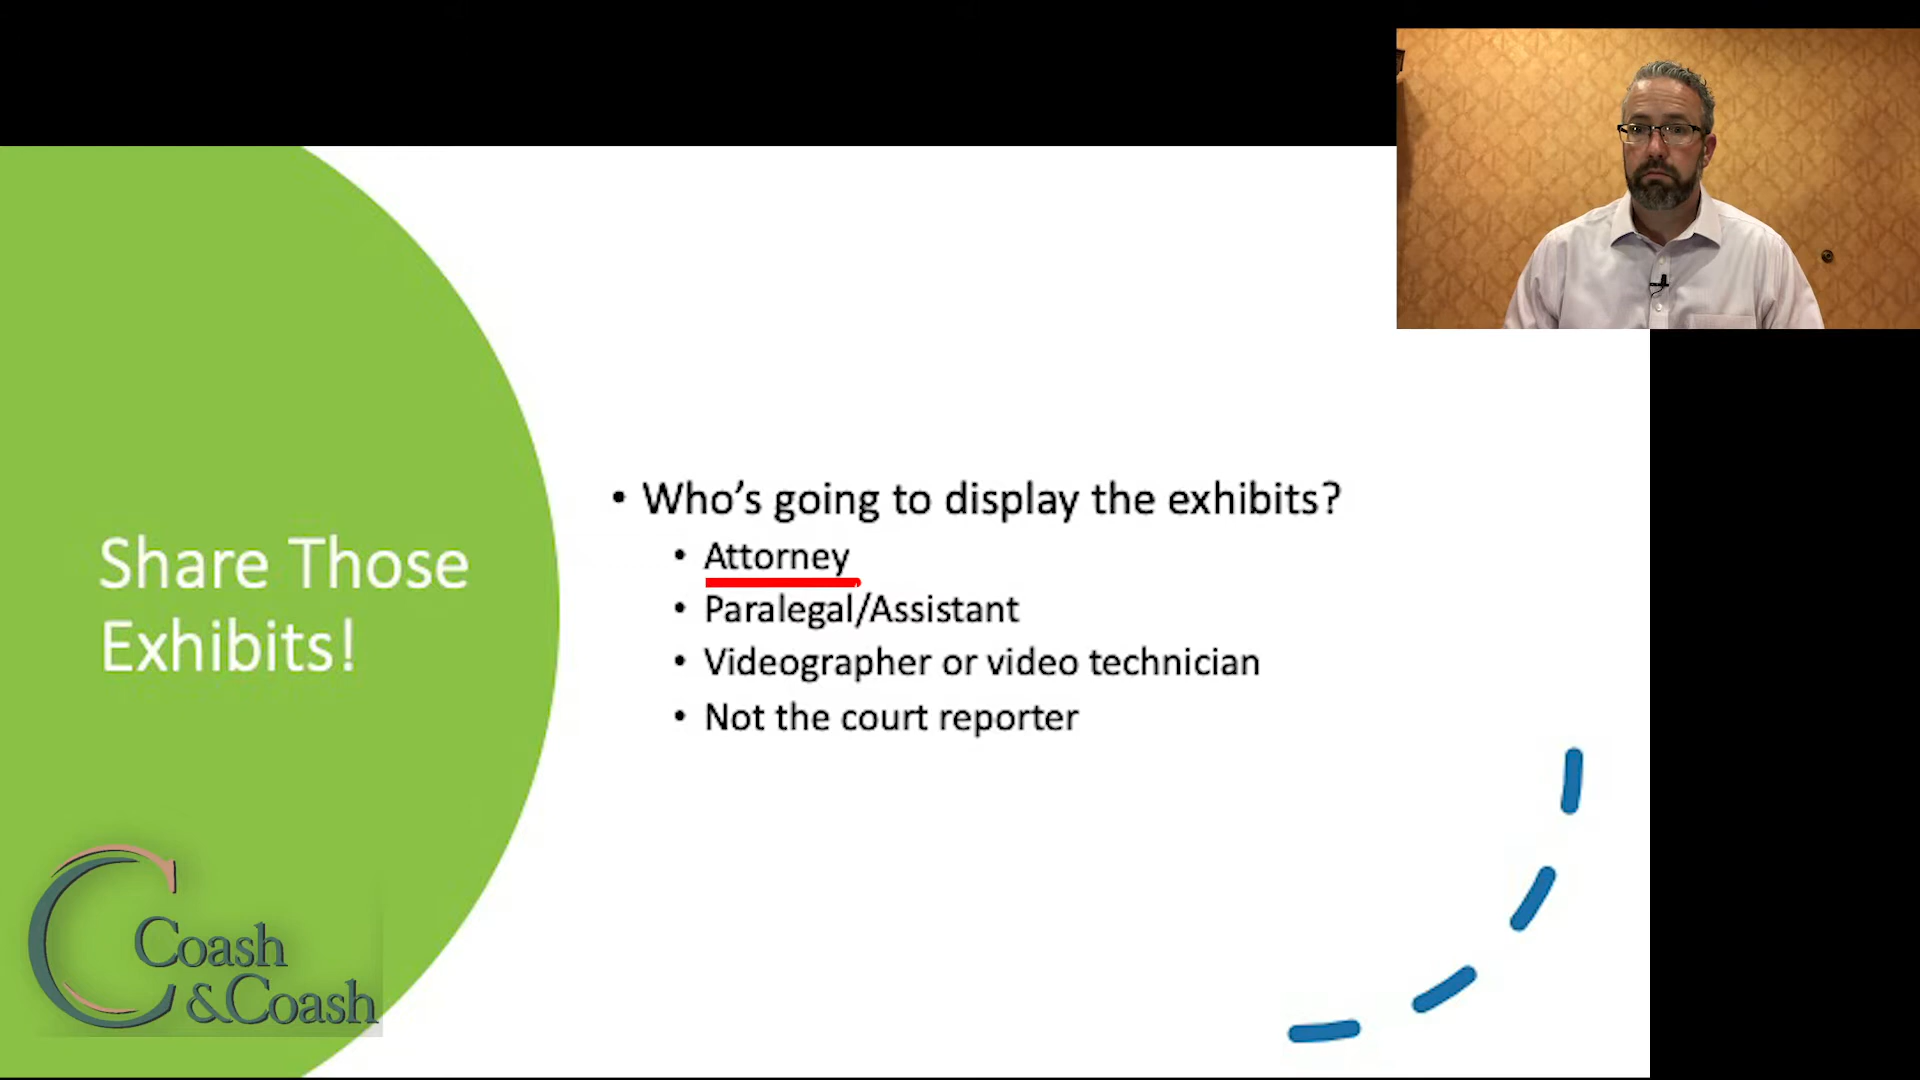 Share Those
Exhibits!
• Who's going to display the exhibits?
• Attorney
• Paralegal/Assistant
• Videographer or video technician
• Not the court reporter
C
Coash
&Coash